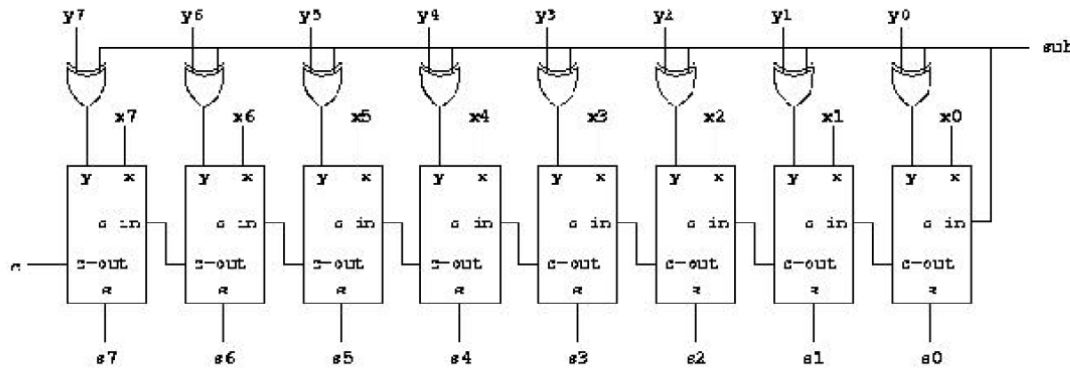 y7 y6 y5 y4 y3 y2 y1 y0
sub
x7 x6 x5 x4 x3 x2 x1 x0
y x y x y x y x y x y x y x y x
c in c in c in c in c in c in c in c in
c c-out c-out c-out c-out c-out c-out c-out c-out
s s s s s s s s
s7 s6 s5 s4 s3 s2 s1 s0